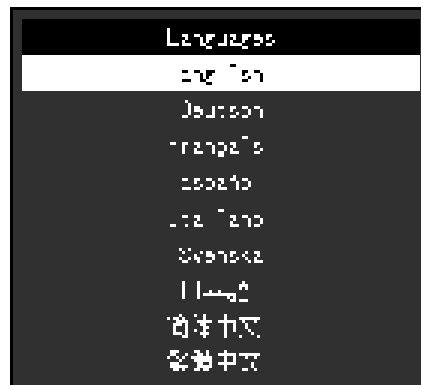 Languages
English
Deutsch
Français
Español
Italiano
Svenska
简体中文
繁體中文